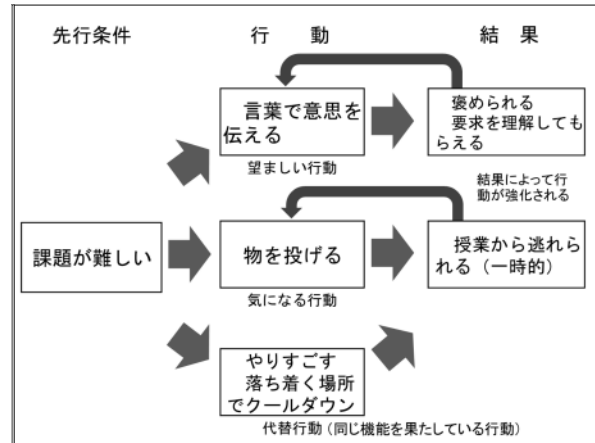 先行条件　行　動　結　果
言葉で意思を
伝える
望ましい行動
褒められる
要求を理解しても
らえる
結果によって行
動が強化される
課題が難しい
物を投げる
気になる行動
授業から逃れら
れる（一時的）
やりすごす
落ち着く場所
でクールダウン
代替行動（同じ機能を果たしている行動）